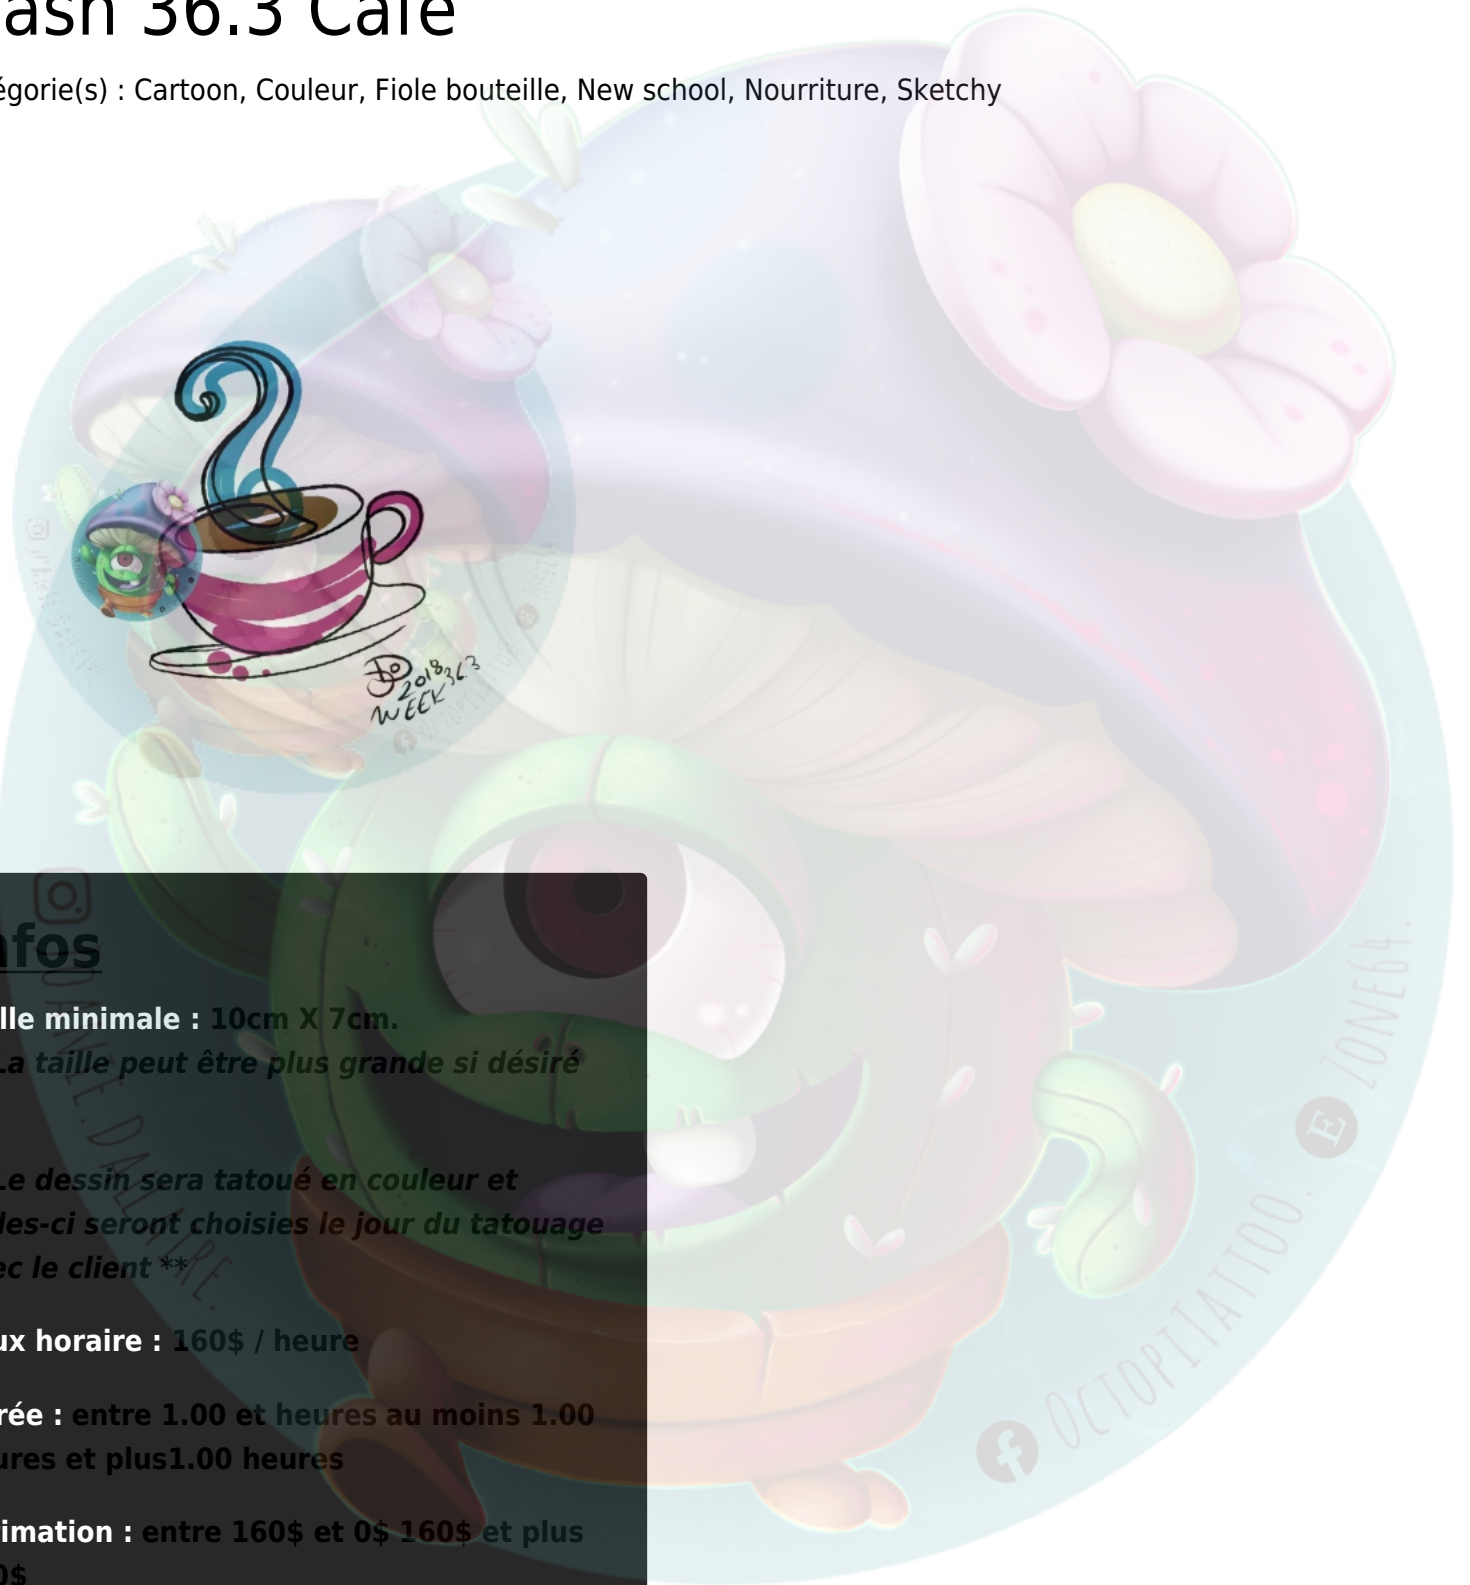 ash 36.3 Café
égorie(s) : Cartoon, Couleur, Fiole bouteille, New school, Nourriture, Sketchy
2018 36.3
WEEK
nfos
lle minimale : 10cm X 7cm.
La taille peut être plus grande si désiré
Le dessin sera tatoué en couleur et
les-ci seront choisies le jour du tatouage
ec le client **
ux horaire : 160$ / heure
rée : entre 1.00 et heures au moins 1.00
ures et plus1.00 heures
imation : entre 160$ et 0$ 160$ et plus
0$
DAVVE.DALLAIRE.
OCTOPITATTOO.
ZONE64.